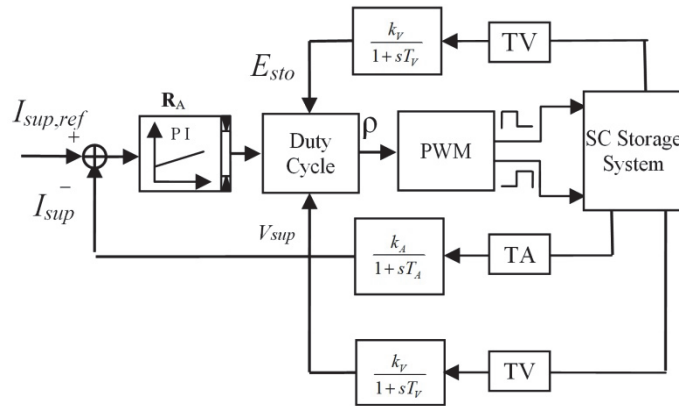 k_V
1+sT_V
TV
E_sto
R_A
I_sup,ref
+
PI
Duty
Cycle
ρ
PWM
SC Storage
System
−
I_sup
V_sup
k_A
1+sT_A
TA
k_V
1+sT_V
TV